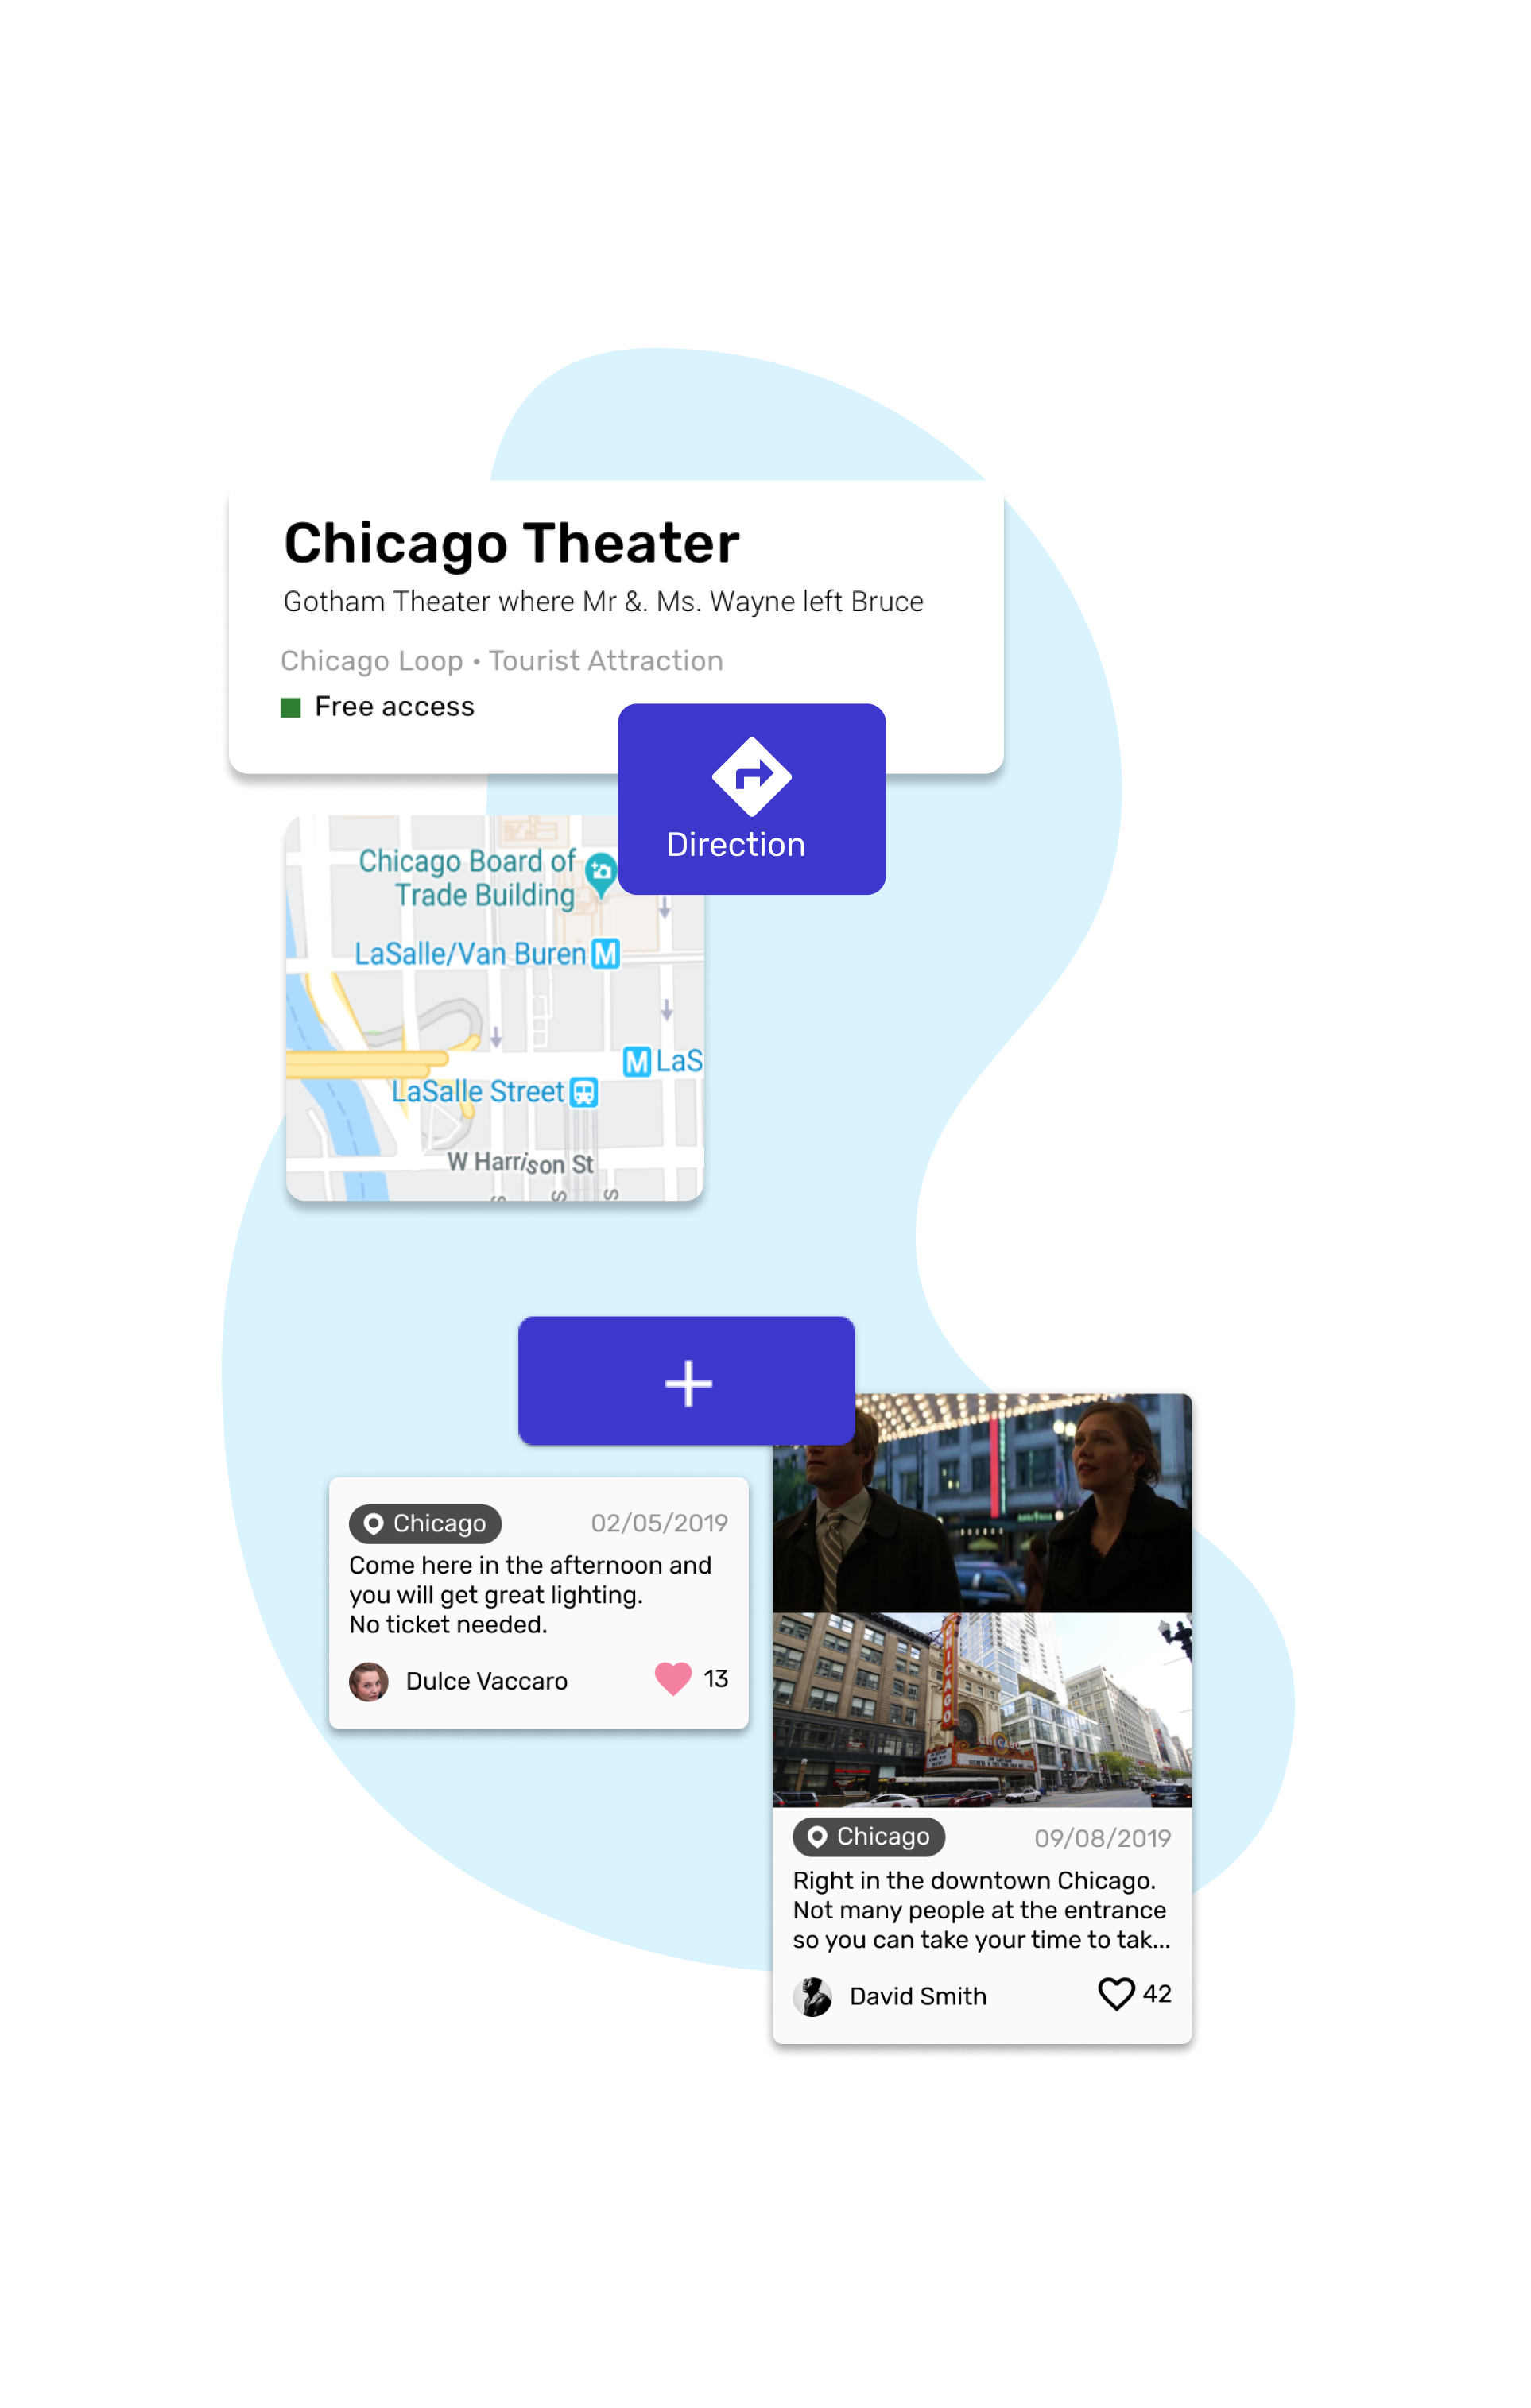 Chicago Theater
Gotham Theater where Mr &. Ms. Wayne left Bruce
Chicago Loop • Tourist Attraction
Free access
Direction
Chicago Board of
Trade Building
LaSalle/Van Buren M
M LaS
LaSalle Street
W Harrison St
S
S
S
+
Chicago 02/05/2019
Come here in the afternoon and
you will get great lighting.
No ticket needed.
Dulce Vaccaro 13
CHICAGO
Chicago 09/08/2019
Right in the downtown Chicago.
Not many people at the entrance
so you can take your time to tak...
David Smith 42